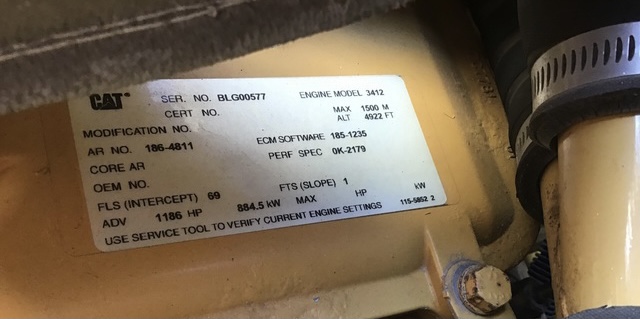 CAT® SER. NO. BLG00577 ENGINE MODEL 3412
CERT NO. MAX 1500 M
MODIFICATION NO. ALT 4922 FT
AR NO. 186-4811 ECM SOFTWARE 185-1235
CORE AR PERF SPEC 0K-2179
OEM NO.
FLS (INTERCEPT) 69 FTS (SLOPE) 1
ADV 1186 HP 884.5 kW MAX HP kW
USE SERVICE TOOL TO VERIFY CURRENT ENGINE SETTINGS 115-5852 2